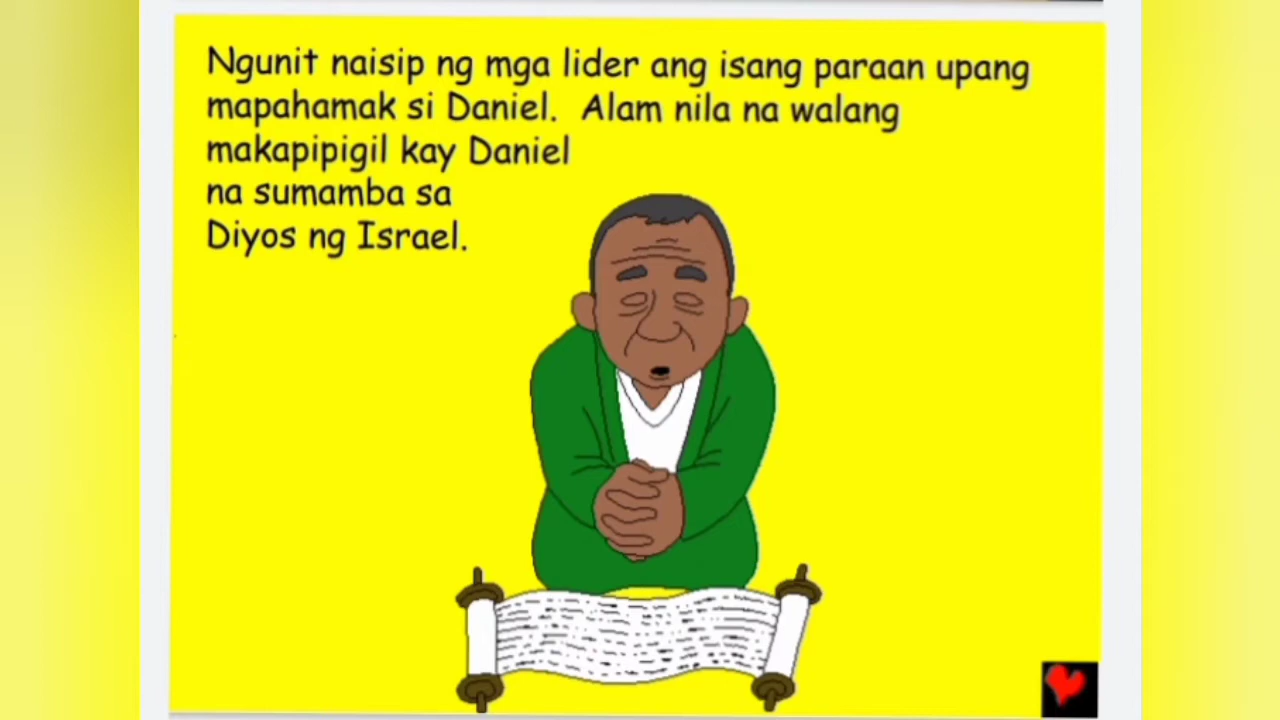 Ngunit naisip ng mga lider ang isang paraan upang
mapahamak si Daniel. Alam nila na walang
makapipigil kay Daniel
na sumamba sa
Diyos ng Israel.